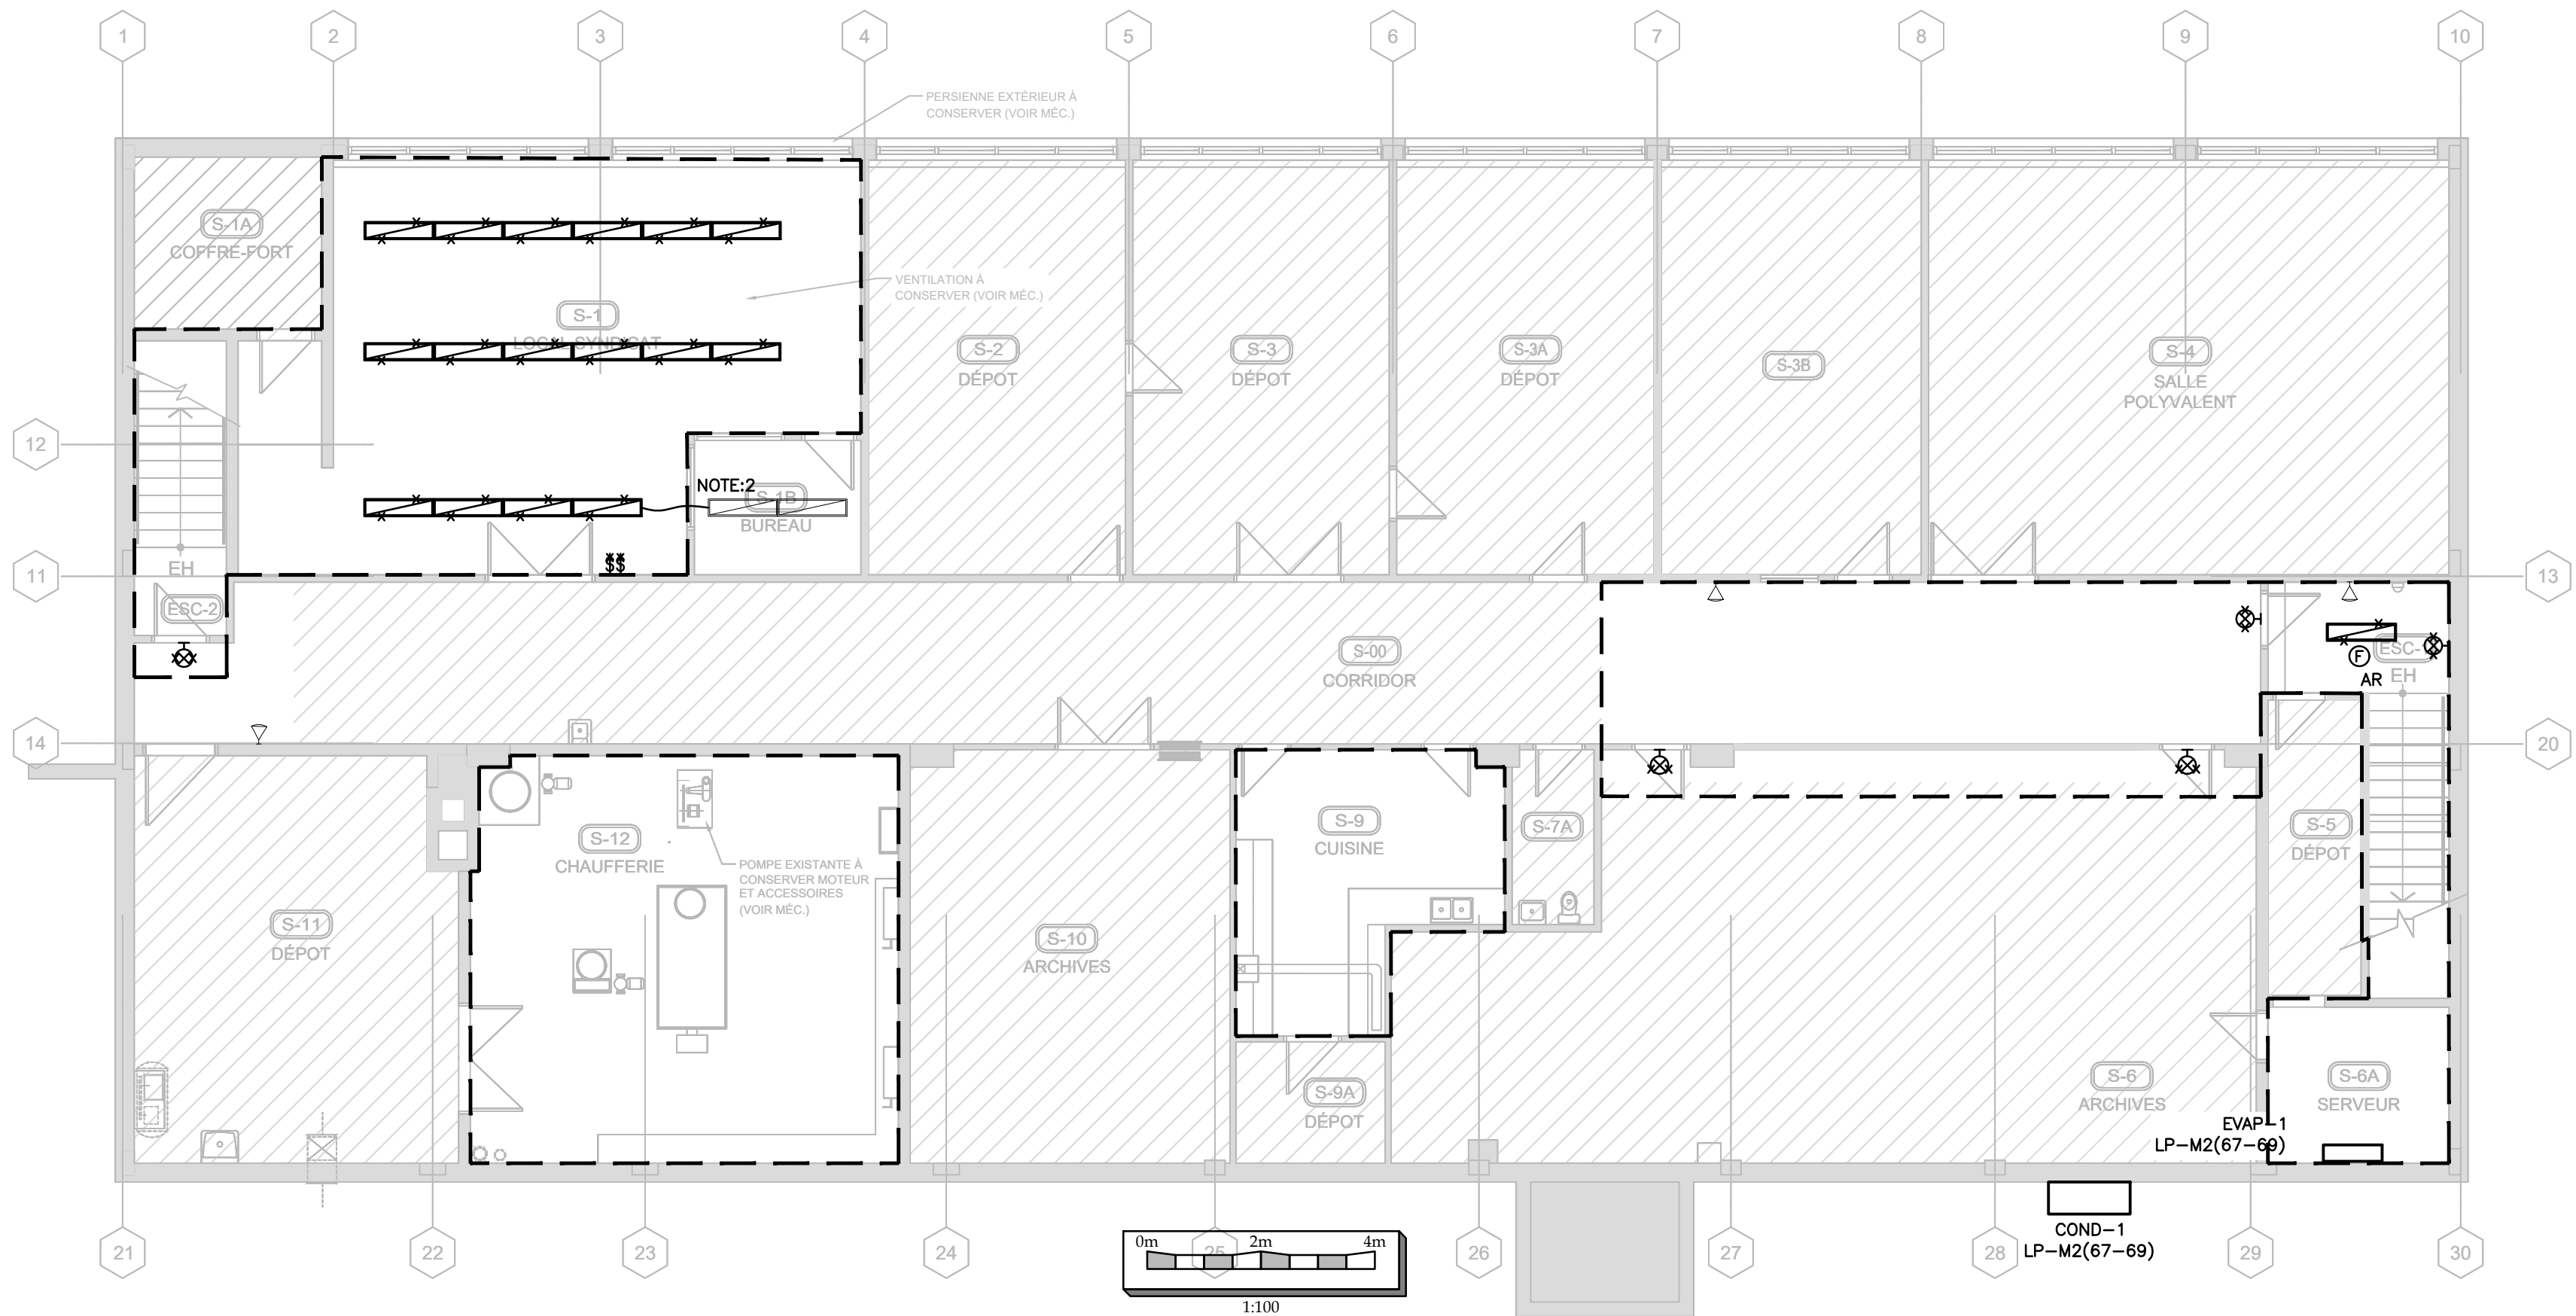 1
2
3
4
5
6
7
8
9
10
PERSIENNE EXTÉRIEUR À
CONSERVER (VOIR MÉC.)
S-1A
COFFRE-FORT
VENTILATION À
CONSERVER (VOIR MÉC.)
S-1
LOCAL SYNDICAT
S-2
DÉPOT
S-3
DÉPOT
S-3A
DÉPOT
S-3B
S-4
SALLE
POLYVALENT
12
NOTE:2
S-1B
BUREAU
$$
11
EH
13
ESC-2
S-00
CORRIDOR
F
AR
ESC-
EH
14
20
S-12
CHAUFFERIE
POMPE EXISTANTE À
CONSERVER MOTEUR
ET ACCESSOIRES
(VOIR MÉC.)
S-9
CUISINE
S-7A
S-5
DÉPOT
S-11
DÉPOT
S-10
ARCHIVES
S-9A
DÉPOT
S-6
ARCHIVES
S-6A
SERVEUR
EVAP-1
LP-M2(67-69)
COND-1
LP-M2(67-69)
21
22
23
24
25
26
27
28
29
30
0m 2m 4m
1:100